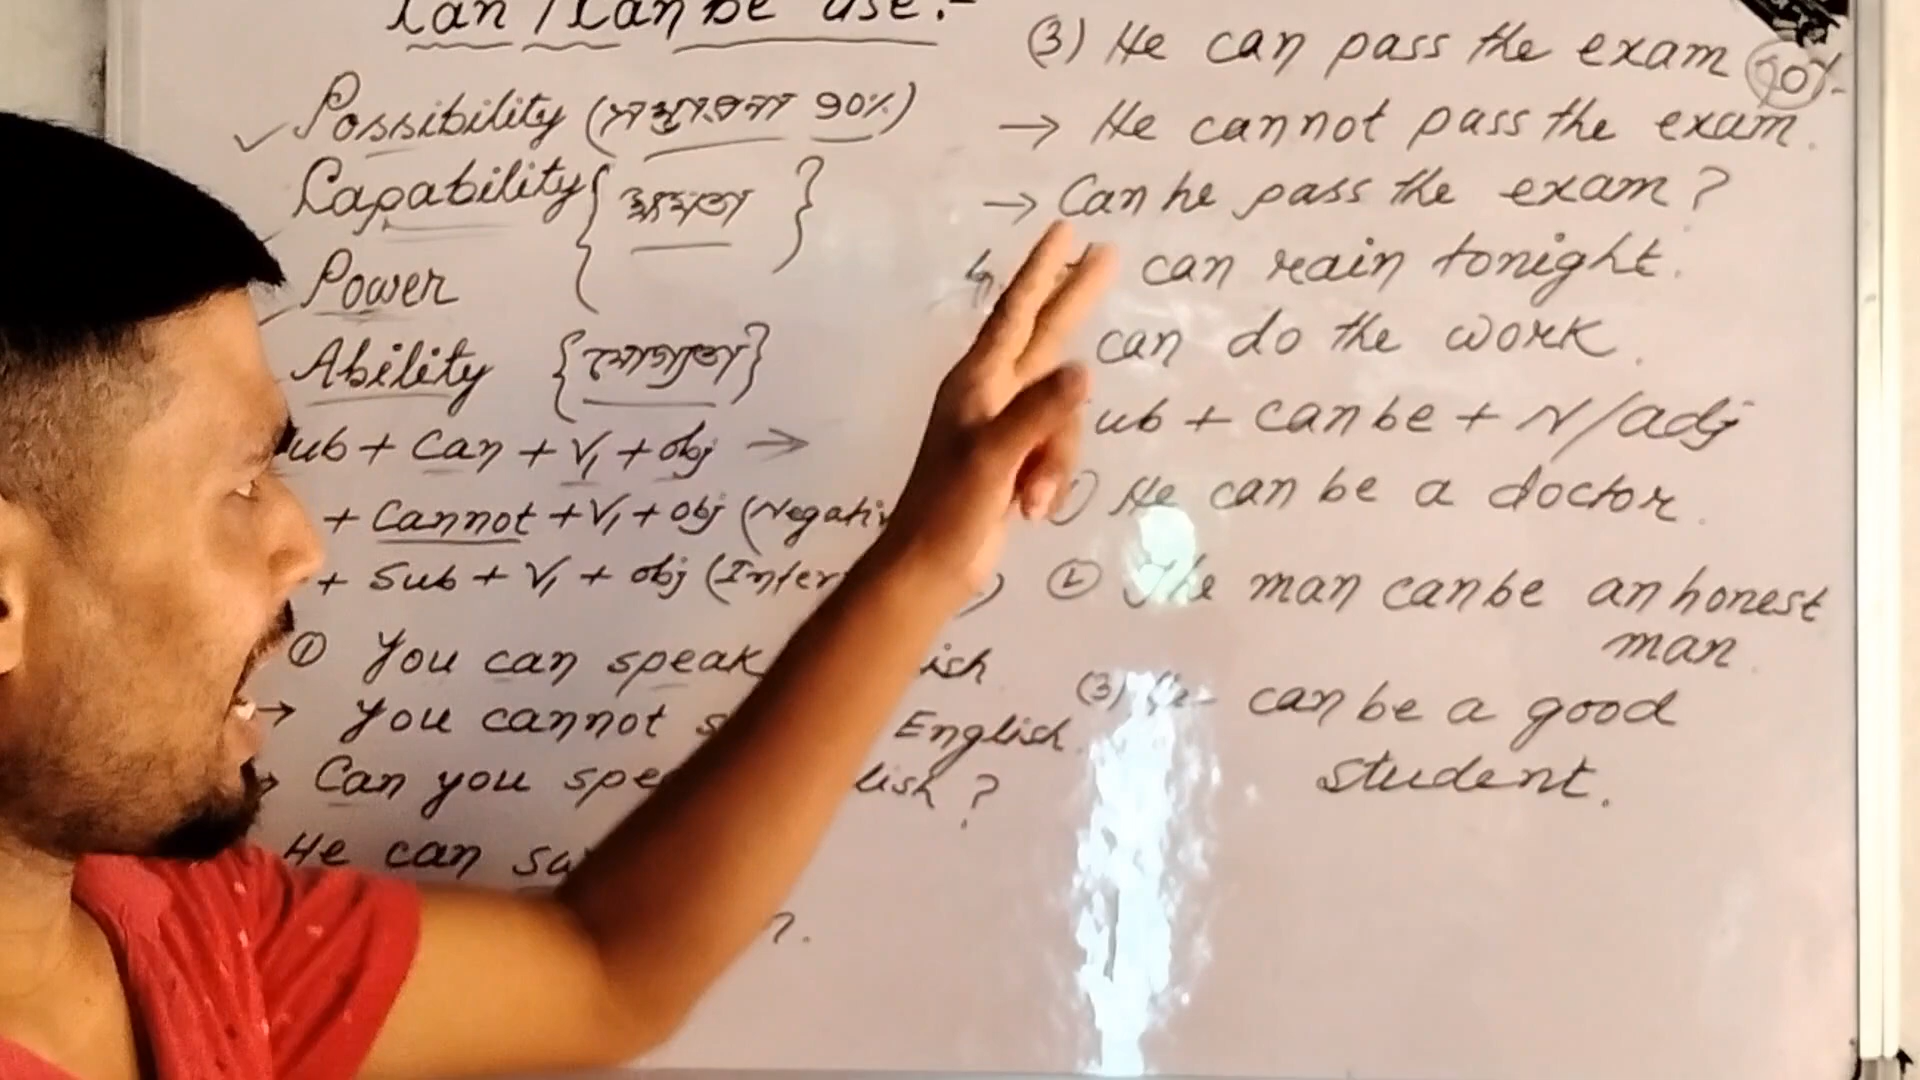 Can / Can be use :-
Possibility (সম্ভাবনা 90%)
Capability { ক্ষমতা }
Power
Ability {যোগ্যতা}
ub + Can + V1 + obj →
+ Cannot + V1 + obj (Negati
+ Sub + V1 + obj (Inter )
① You can speak ish
→ You cannot s English.
→ Can you spe lish ?
He can
?.
(3) He can pass the exam 90%.
→ He cannot pass the exam.
→ Can he pass the exam ?
4. can rain tonight.
can do the work.
ub + can be + N/adj
① He can be a doctor.
② The man can be an honest
man
(3) He can be a good
student.